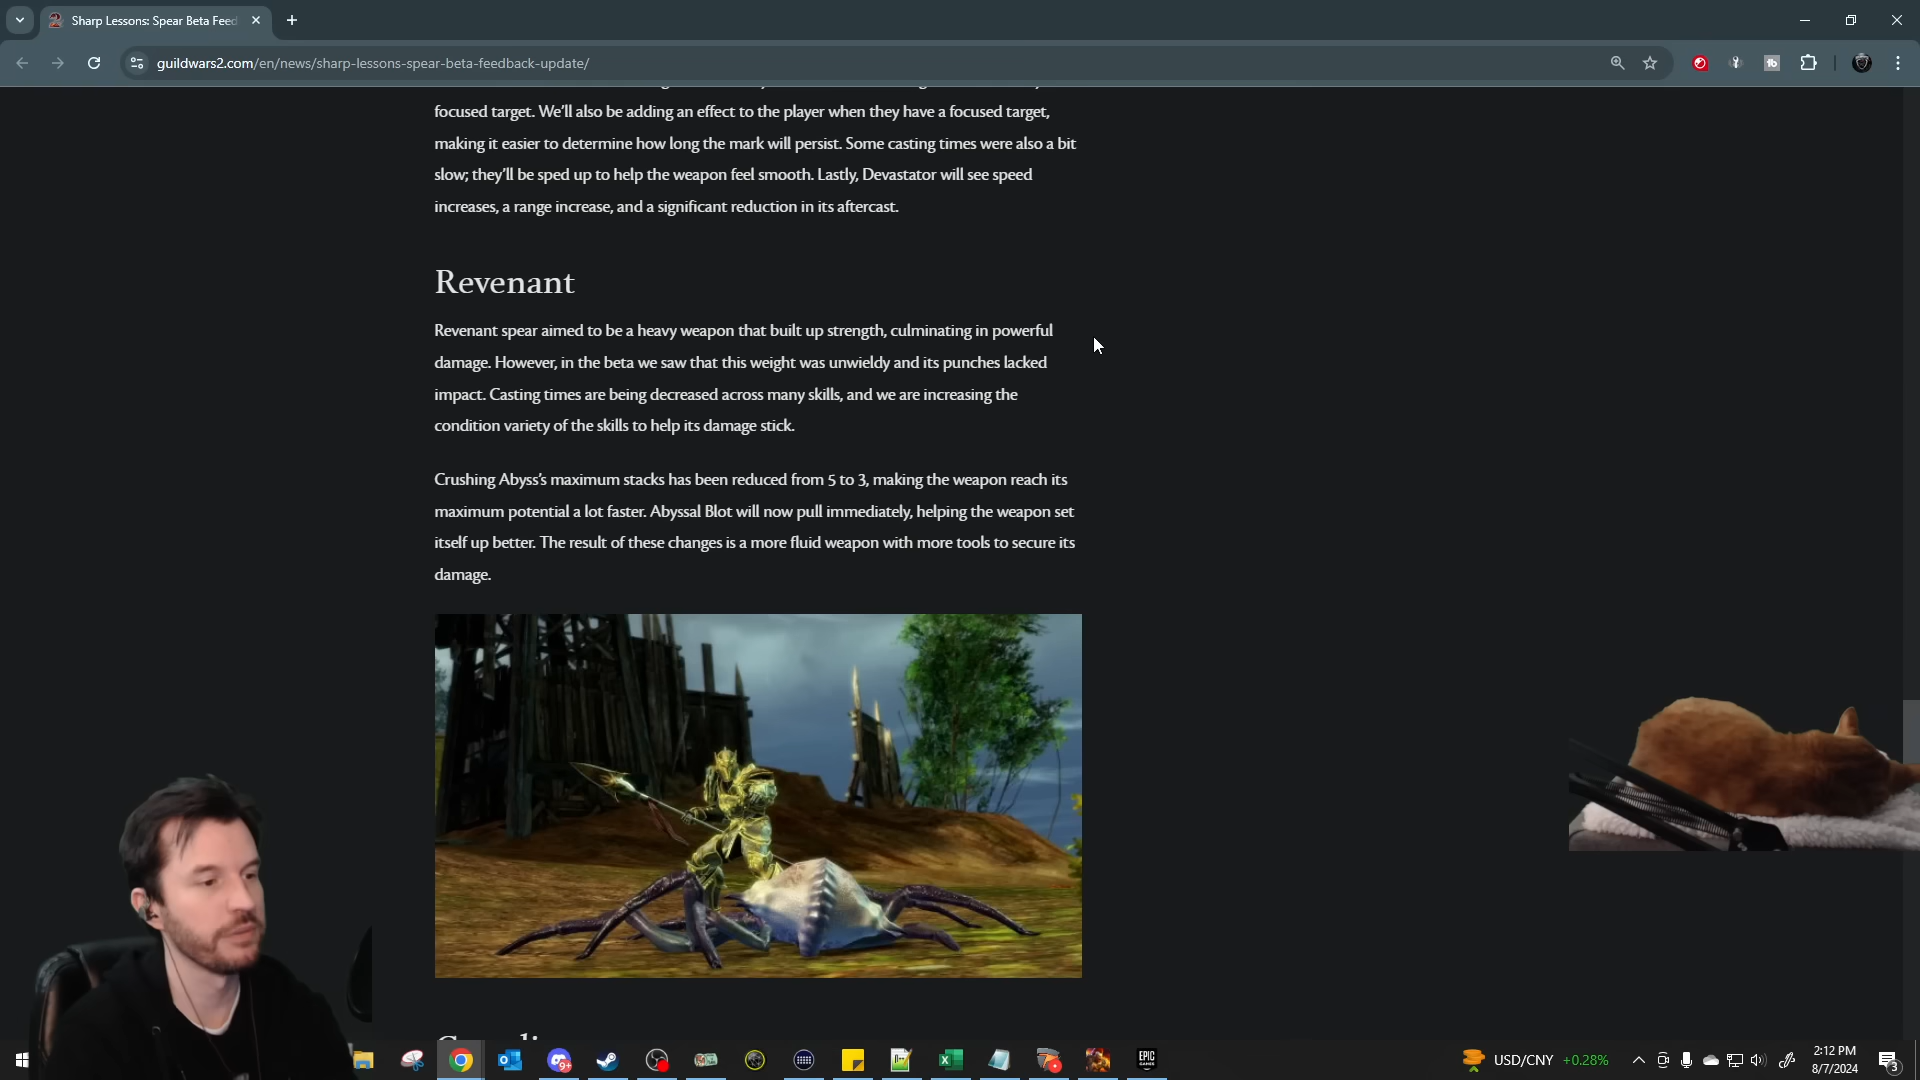 Sharp Lessons: Spear Beta Feed
guildwars2.com/en/news/sharp-lessons-spear-beta-feedback-update/
focused target. We'll also be adding an effect to the player when they have a focused target,
making it easier to determine how long the mark will persist. Some casting times were also a bit
slow; they'll be sped up to help the weapon feel smooth. Lastly, Devastator will see speed
increases, a range increase, and a significant reduction in its aftercast.
Revenant
Revenant spear aimed to be a heavy weapon that built up strength, culminating in powerful
damage. However, in the beta we saw that this weight was unwieldy and its punches lacked
impact. Casting times are being decreased across many skills, and we are increasing the
condition variety of the skills to help its damage stick.
Crushing Abyss's maximum stacks has been reduced from 5 to 3, making the weapon reach its
maximum potential a lot faster. Abyssal Blot will now pull immediately, helping the weapon set
itself up better. The result of these changes is a more fluid weapon with more tools to secure its
damage.
9+
EPIC
GAMES
USD/CNY +0.28%
2:12 PM
8/7/2024
3